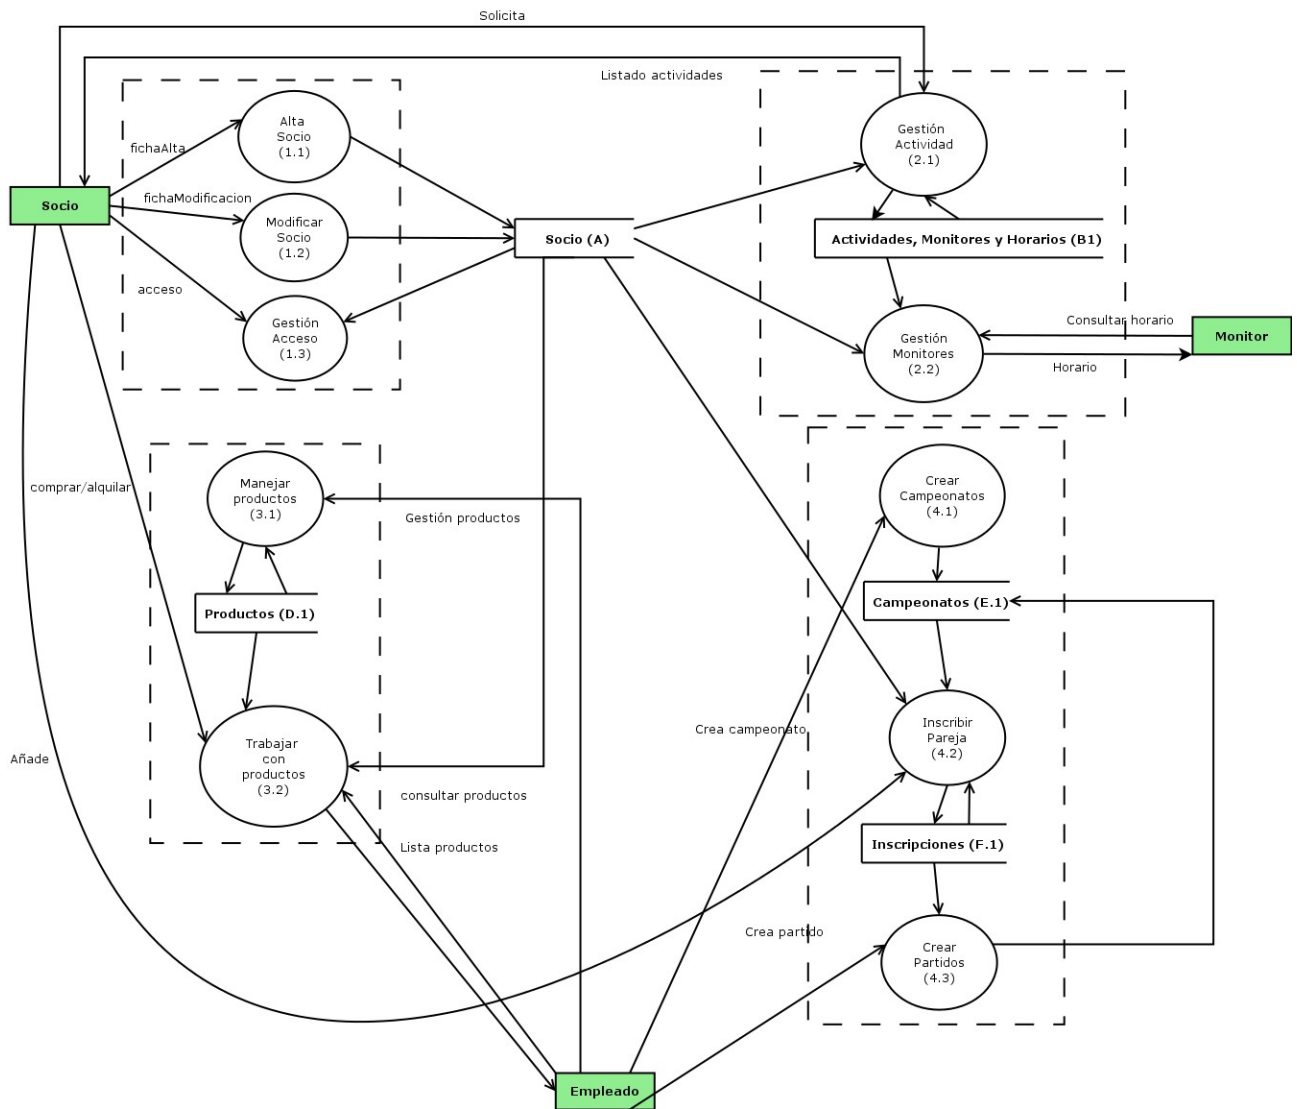 Solicita
Listado actividades
Alta
Socio
(1.1)
Gestión
Actividad
(2.1)
fichaAlta
fichaModificacion
Socio
Modificar
Socio
(1.2)
Socio (A)
Actividades, Monitores y Horarios (B1)
acceso
Gestión
Acceso
(1.3)
Gestión
Monitores
(2.2)
Consultar horario
Monitor
Horario
comprar/alquilar
Manejar
productos
(3.1)
Gestión productos
Crear
Campeonatos
(4.1)
Productos (D.1)
Campeonatos (E.1)
Añade
Trabajar
con
productos
(3.2)
Crea campeonato
Inscribir
Pareja
(4.2)
consultar productos
Lista productos
Inscripciones (F.1)
Crea partido
Crear
Partidos
(4.3)
Empleado